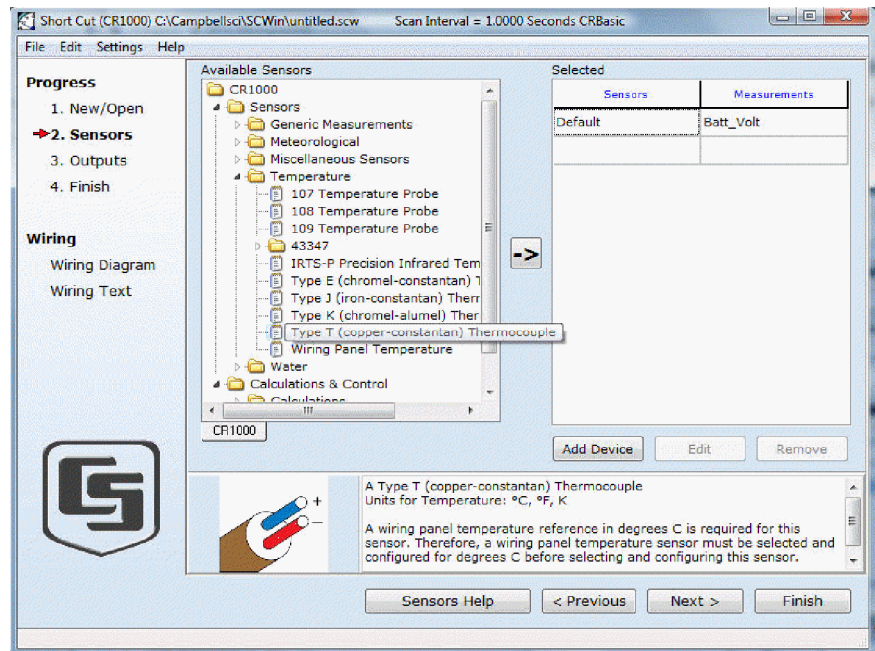 Short Cut (CR1000) C:\Campbellsci\SCWin\untitled.scw Scan Interval = 1.0000 Seconds CRBasic
File Edit Settings Help
Progress
1. New/Open
2. Sensors
3. Outputs
4. Finish
Wiring
Wiring Diagram
Wiring Text
Available Sensors
CR1000
Sensors
Generic Measurements
Meteorological
Miscellaneous Sensors
Temperature
107 Temperature Probe
108 Temperature Probe
109 Temperature Probe
43347
IRTS-P Precision Infrared Tem
Type E (chromel-constantan) T
Type J (iron-constantan) Therr
Type K (chromel-alumel) Ther
Type T (copper-constantan) Thermocouple
Wiring Panel Temperature
Water
Calculations & Control
Calculations
CR1000
->
Selected
Sensors Measurements
Default Batt_Volt
Add Device Edit Remove
CS
+
-
A Type T (copper-constantan) Thermocouple
Units for Temperature: °C, °F, K
A wiring panel temperature reference in degrees C is required for this
sensor. Therefore, a wiring panel temperature sensor must be selected and
configured for degrees C before selecting and configuring this sensor.
Sensors Help < Previous Next > Finish